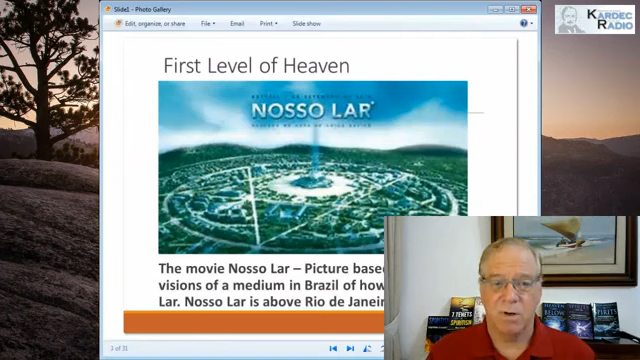 Slide1 - Photo Gallery
Edit, organize, or share
File
Email
Print
Slide show
KARDEC
RADIO
First Level of Heaven
NOSSO LAR
The movie Nosso Lar – Picture based
visions of a medium in Brazil of how
Lar. Nosso Lar is above Rio de Janeir
7 TENETS
SPIRITISM
HEAVEN
BELOW
SPIRITS
SPIRITS
3 of 31